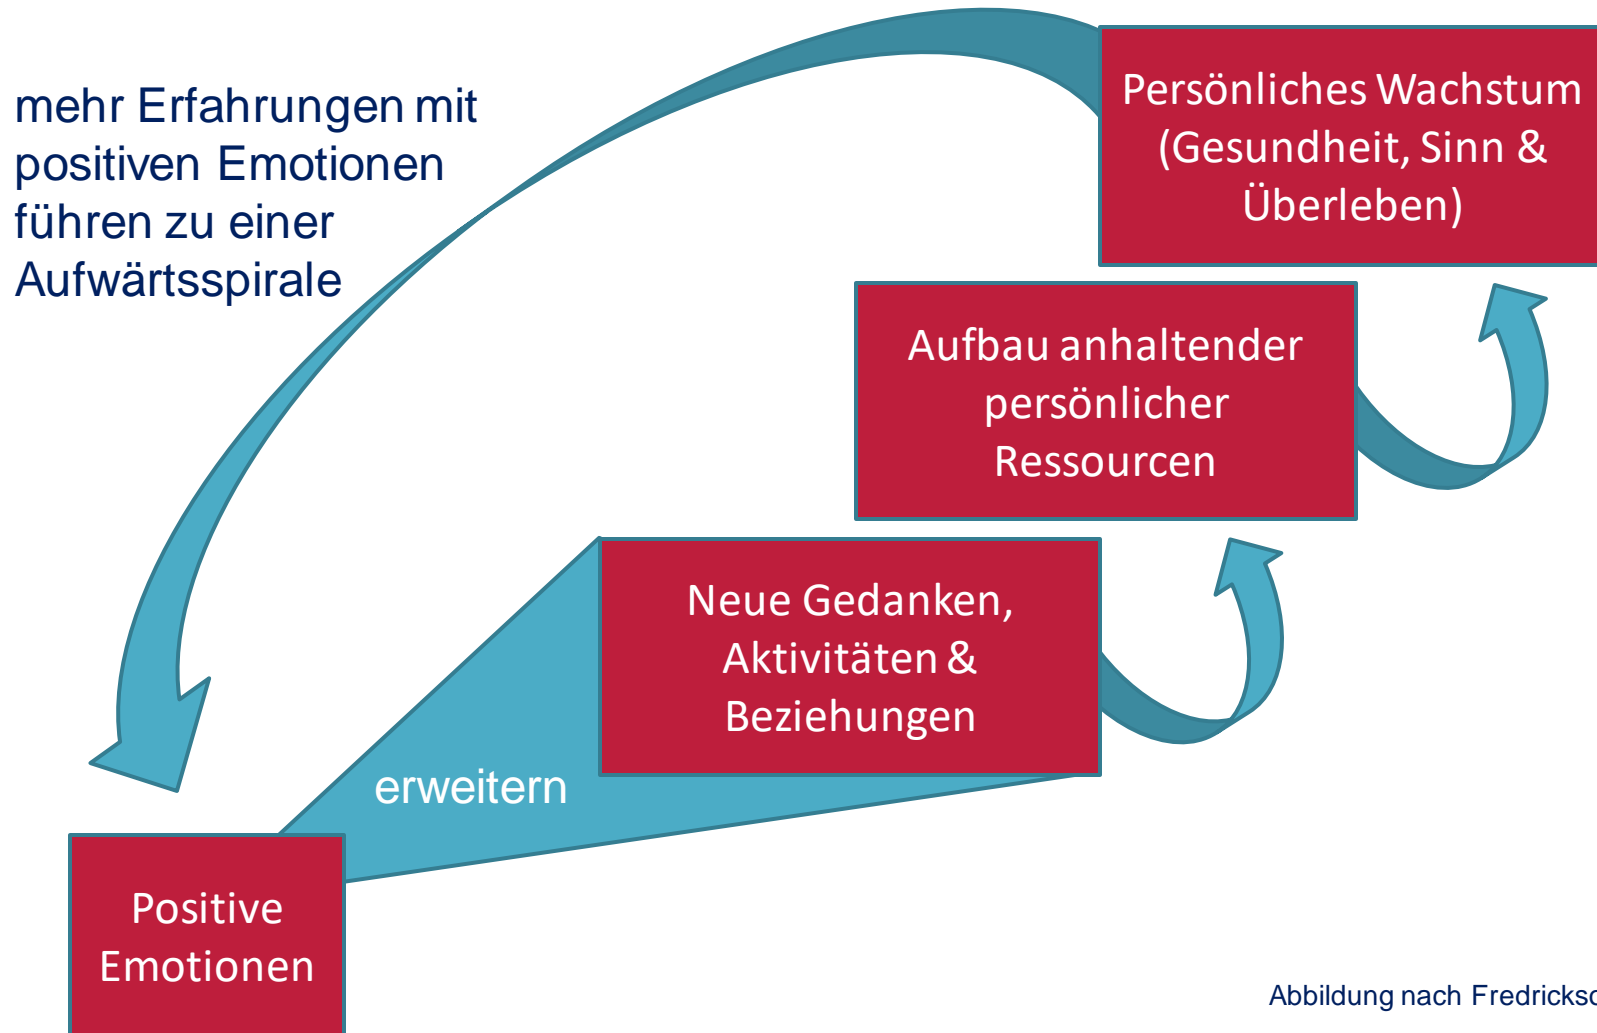 mehr Erfahrungen mit
positiven Emotionen
führen zu einer
Aufwärtsspirale
Persönliches Wachstum
(Gesundheit, Sinn &
Überleben)
Aufbau anhaltender
persönlicher
Ressourcen
Neue Gedanken,
Aktivitäten &
Beziehungen
erweitern
Positive
Emotionen
Abbildung nach